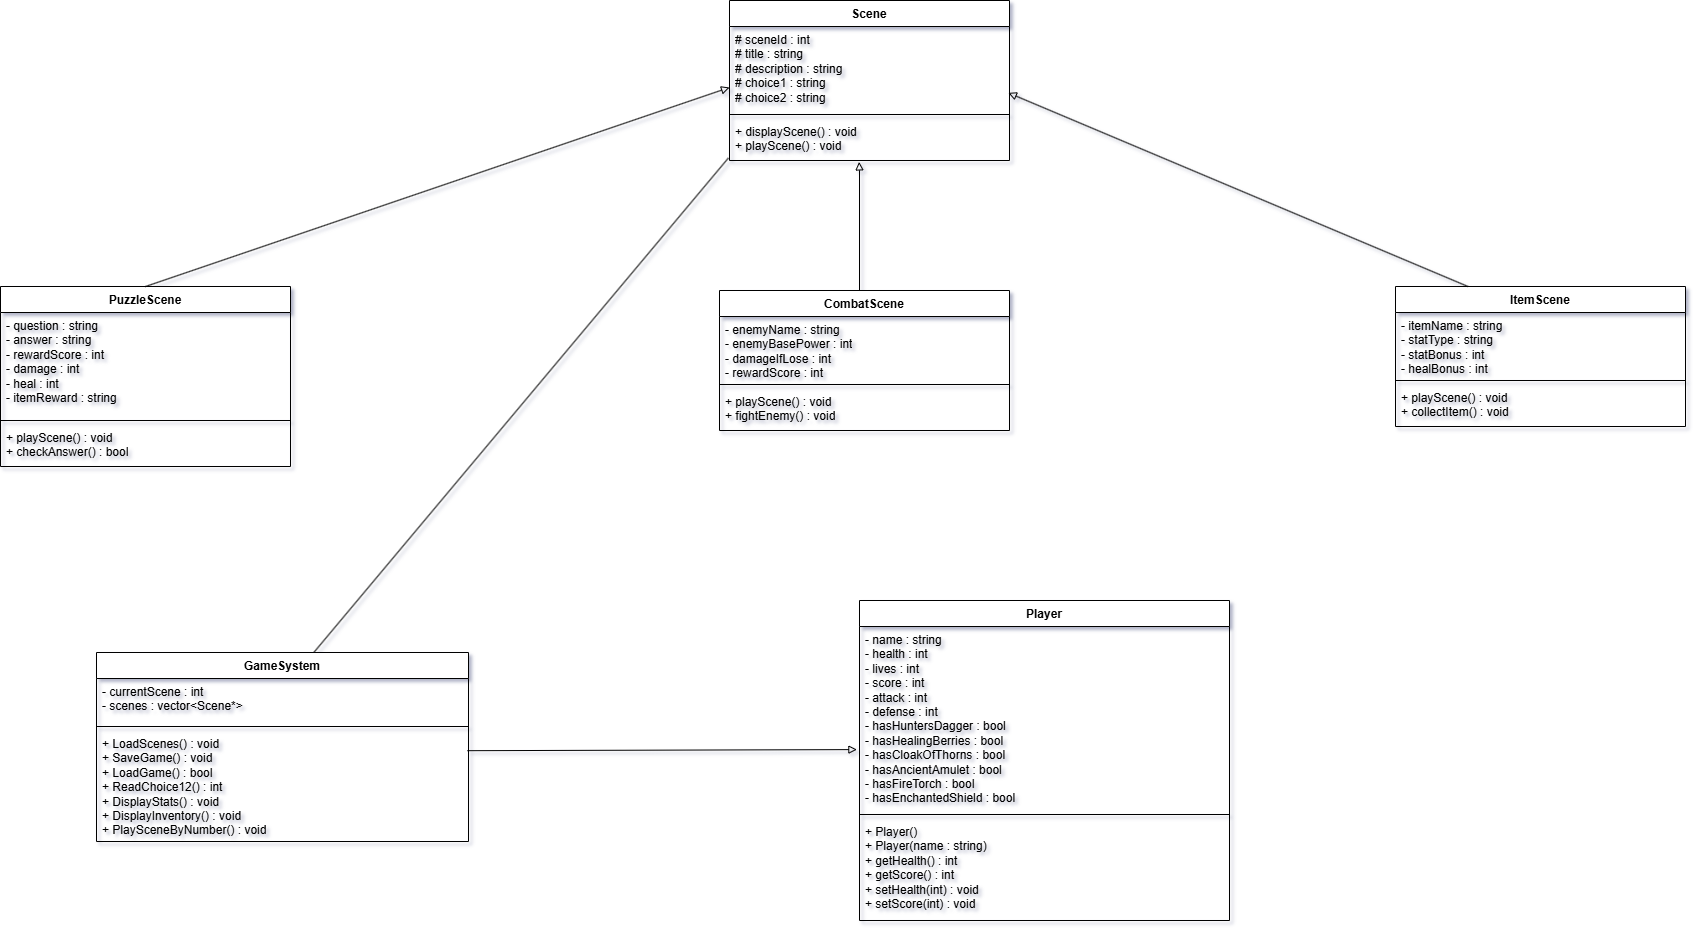 Scene
# sceneId : int
# title : string
# description : string
# choice1 : string
# choice2 : string
+ displayScene() : void
+ playScene() : void
PuzzleScene
- question : string
- answer : string
- rewardScore : int
- damage : int
- heal : int
- itemReward : string
+ playScene() : void
+ checkAnswer() : bool
CombatScene
- enemyName : string
- enemyBasePower : int
- damageIfLose : int
- rewardScore : int
+ playScene() : void
+ fightEnemy() : void
ItemScene
- itemName : string
- statType : string
- statBonus : int
- healBonus : int
+ playScene() : void
+ collectItem() : void
GameSystem
- currentScene : int
- scenes : vector<Scene*>
+ LoadScenes() : void
+ SaveGame() : void
+ LoadGame() : bool
+ ReadChoice12() : int
+ DisplayStats() : void
+ DisplayInventory() : void
+ PlaySceneByNumber() : void
Player
- name : string
- health : int
- lives : int
- score : int
- attack : int
- defense : int
- hasHuntersDagger : bool
- hasHealingBerries : bool
- hasCloakOfThorns : bool
- hasAncientAmulet : bool
- hasFireTorch : bool
- hasEnchantedShield : bool
+ Player()
+ Player(name : string)
+ getHealth() : int
+ getScore() : int
+ setHealth(int) : void
+ setScore(int) : void